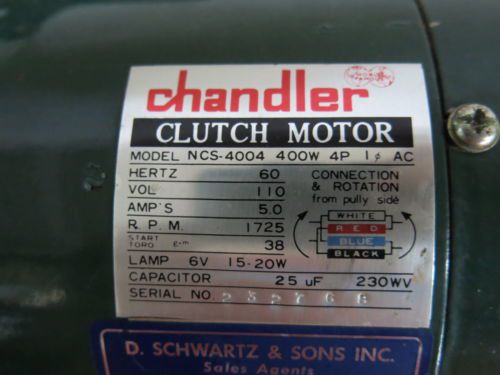 chandler
CLUTCH MOTOR
MODEL NCS-4004 400W 4P 1φ AC
HERTZ 60
VOL 110
AMP'S 5.0
R.P.M. 1725
START TORQ g-m 38
CONNECTION
& ROTATION
from pully side
WHITE
RED
BLUE
BLACK
LAMP 6V 15-20W
CAPACITOR 25 uF 230WV
SERIAL NO.
D. SCHWARTZ & SONS INC.
Sales Agents